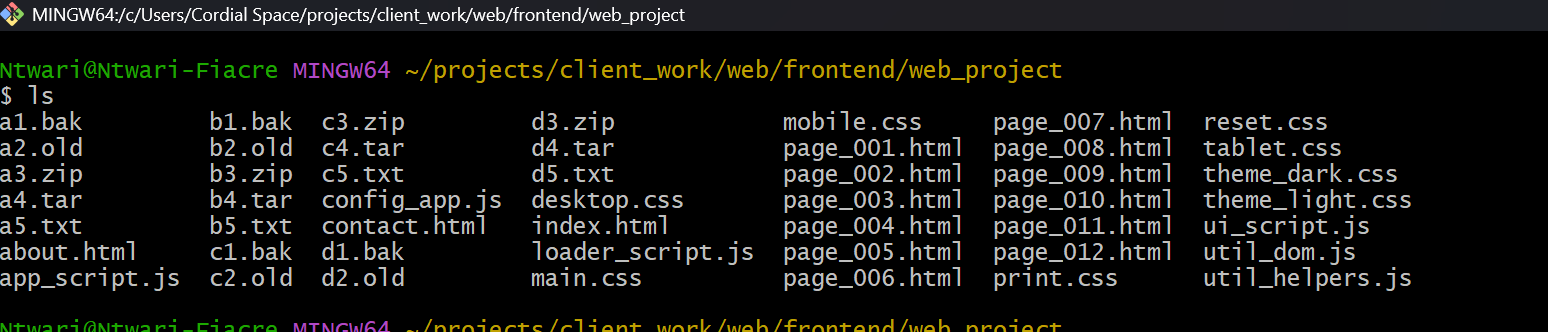 MINGW64:/c/Users/Cordial Space/projects/client_work/web/frontend/web_project
Ntwari@Ntwari-Fiacre MINGW64 ~/projects/client_work/web/frontend/web_project
$ ls
a1.bak b1.bak c3.zip d3.zip mobile.css page_007.html reset.css
a2.old b2.old c4.tar d4.tar page_001.html page_008.html tablet.css
a3.zip b3.zip c5.txt d5.txt page_002.html page_009.html theme_dark.css
a4.tar b4.tar config_app.js desktop.css page_003.html page_010.html theme_light.css
a5.txt b5.txt contact.html index.html page_004.html page_011.html ui_script.js
about.html c1.bak d1.bak loader_script.js page_005.html page_012.html util_dom.js
app_script.js c2.old d2.old main.css page_006.html print.css util_helpers.js
Ntwari@Ntwari-Fiacre MINGW64 ~/projects/client_work/web/frontend/web_project